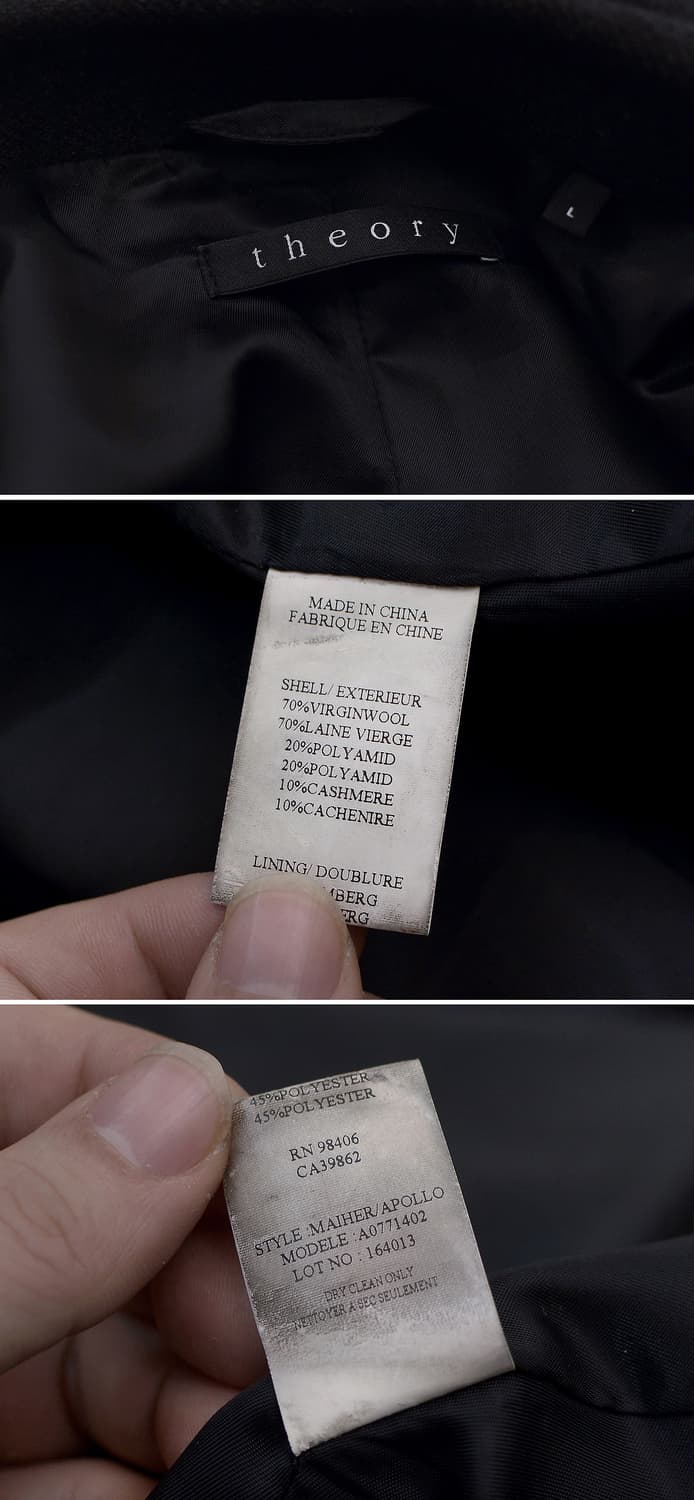 theory
L
MADE IN CHINA
FABRIQUE EN CHINE
SHELL/ EXTERIEUR
70%VIRGINWOOL
70%LAINE VIERGE
20%POLYAMID
20%POLYAMID
10%CASHMERE
10%CACHENIRE
LINING/ DOUBLURE
MBERG
ERG
45%POLYESTER
45%POLYESTER
RN 98406
CA39862
STYLE :MAIHER/APOLLO
MODELE :A0771402
LOT NO : 164013
DRY CLEAN ONLY
NETTOYER A SEC SEULEMENT